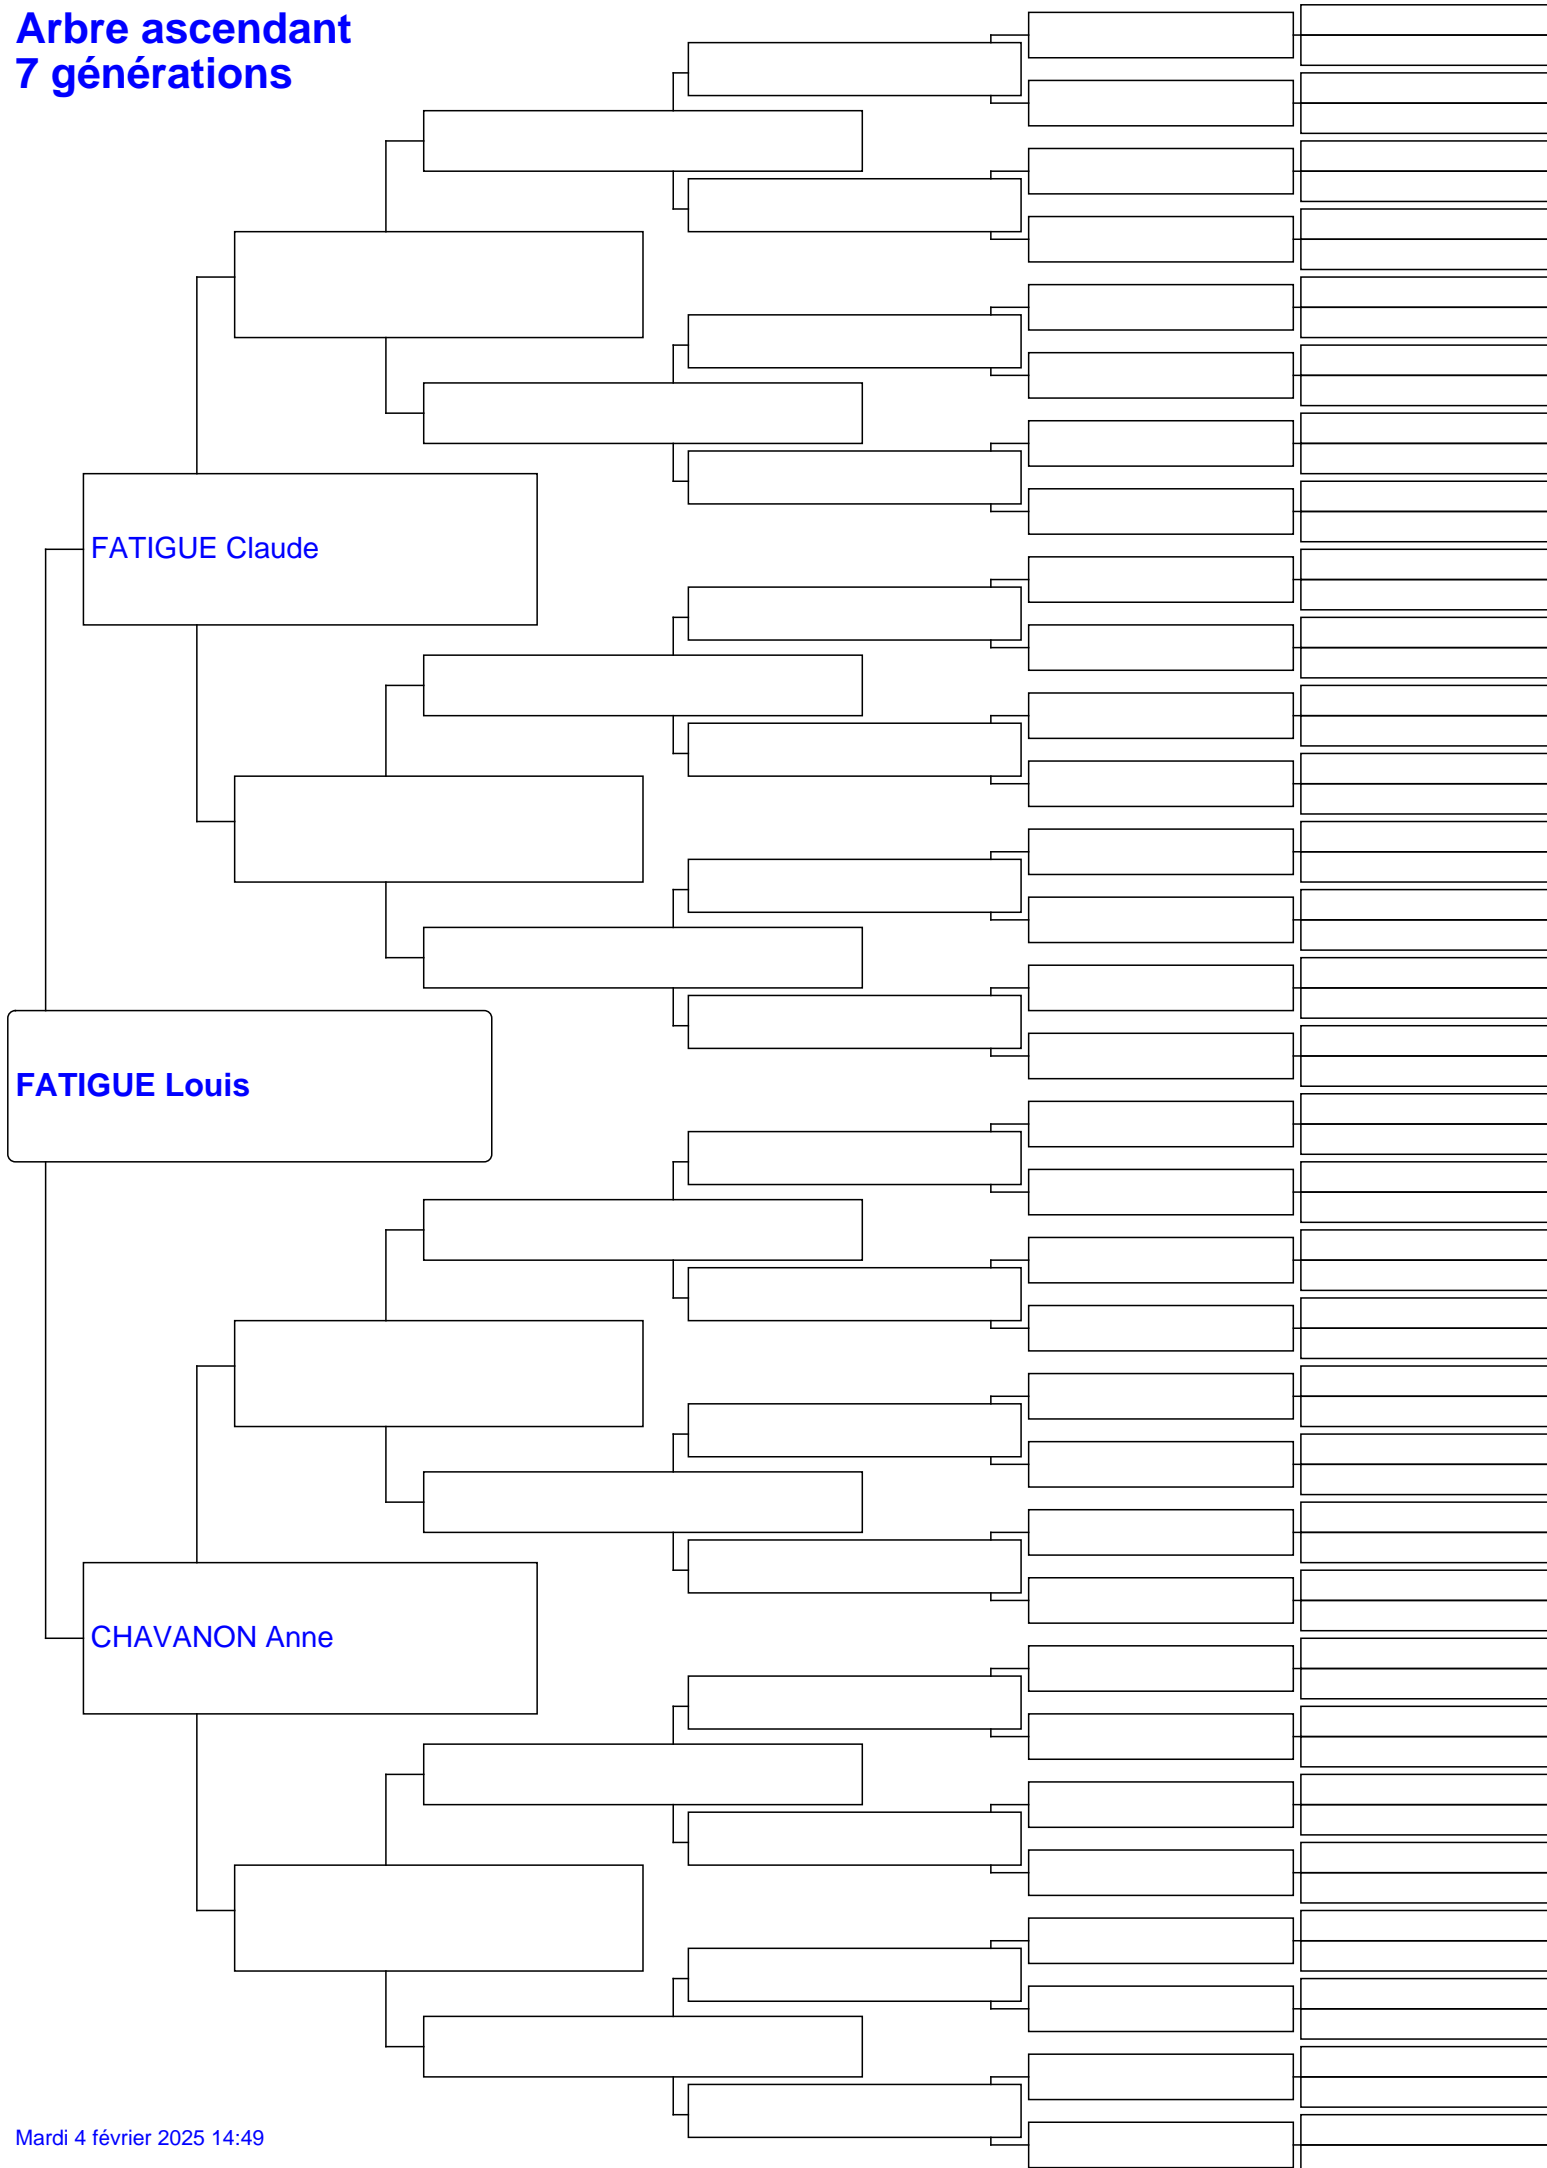 Arbre ascendant
7 générations
FATIGUE Claude
FATIGUE Louis
CHAVANON Anne
Mardi 4 février 2025 14:49